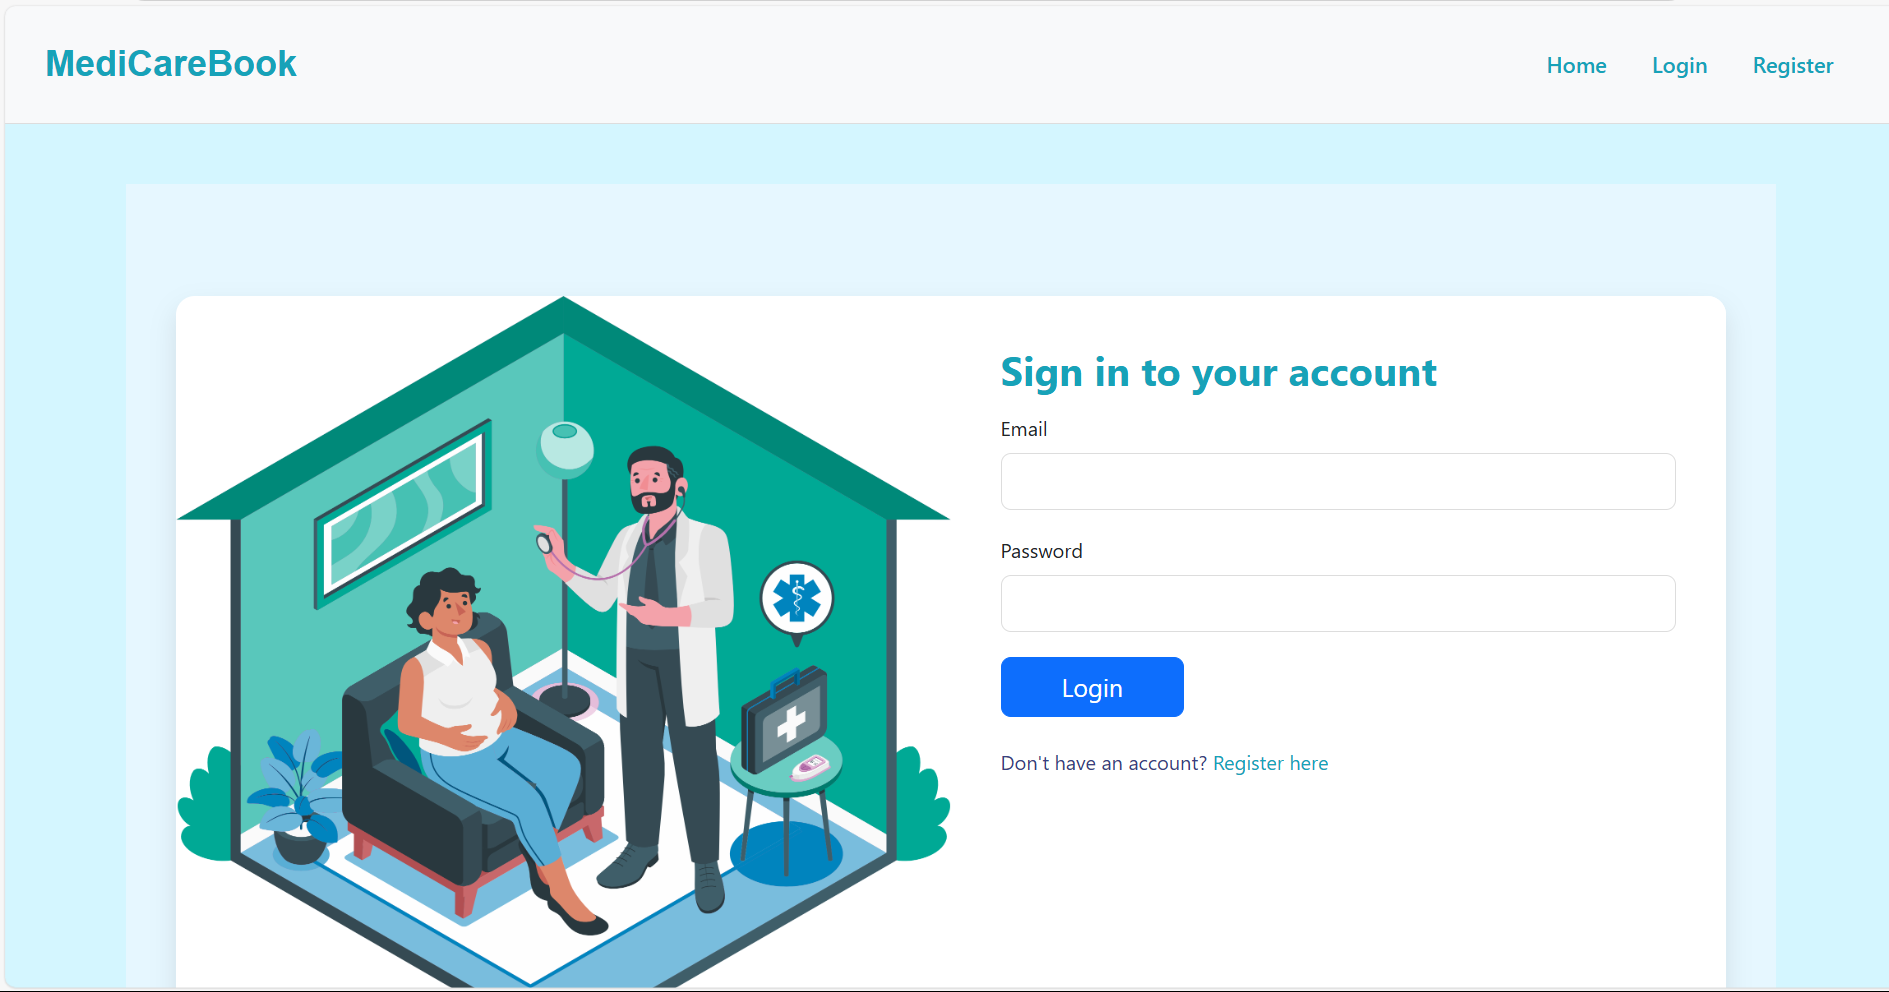 MediCareBook
Home Login Register
Sign in to your account
Email
Password
Login
Don't have an account? Register here